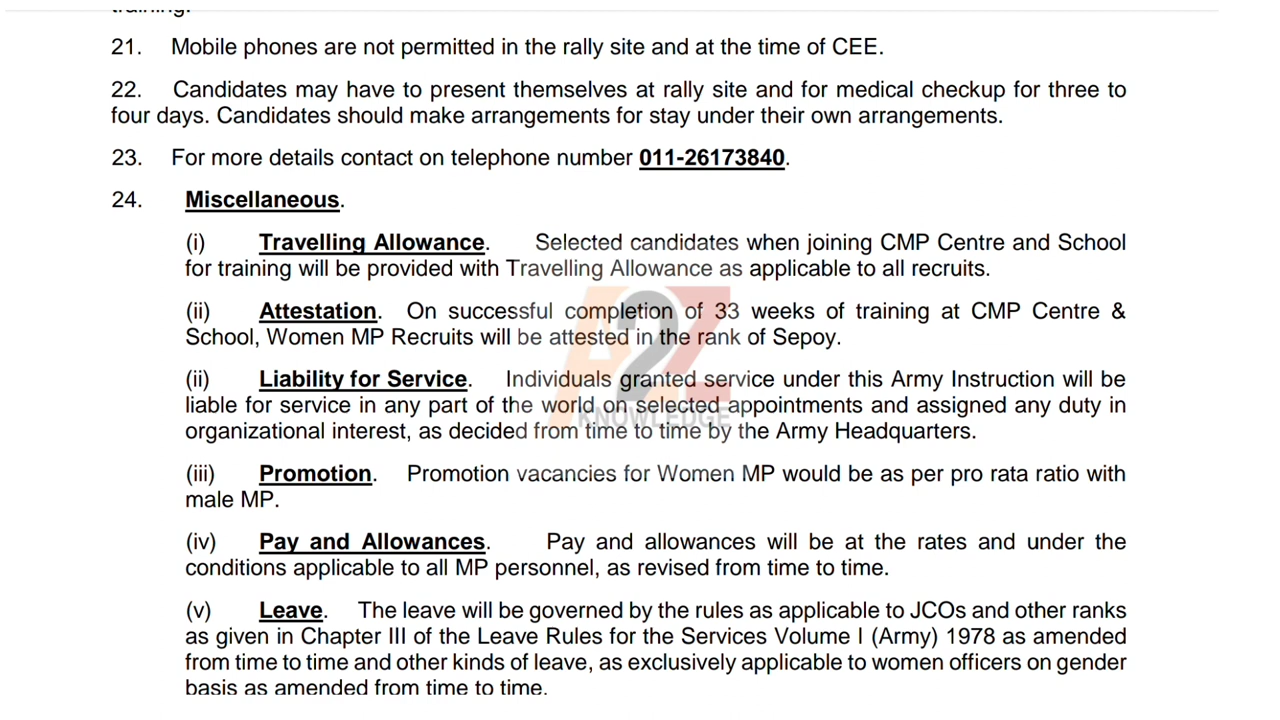 training.
21. Mobile phones are not permitted in the rally site and at the time of CEE.
22. Candidates may have to present themselves at rally site and for medical checkup for three to
four days. Candidates should make arrangements for stay under their own arrangements.
23. For more details contact on telephone number 011-26173840.
24. Miscellaneous.
(i) Travelling Allowance. Selected candidates when joining CMP Centre and School
for training will be provided with Travelling Allowance as applicable to all recruits.
(ii) Attestation. On successful completion of 33 weeks of training at CMP Centre &
School, Women MP Recruits will be attested in the rank of Sepoy.
(ii) Liability for Service. Individuals granted service under this Army Instruction will be
liable for service in any part of the world on selected appointments and assigned any duty in
organizational interest, as decided from time to time by the Army Headquarters.
(iii) Promotion. Promotion vacancies for Women MP would be as per pro rata ratio with
male MP.
(iv) Pay and Allowances. Pay and allowances will be at the rates and under the
conditions applicable to all MP personnel, as revised from time to time.
(v) Leave. The leave will be governed by the rules as applicable to JCOs and other ranks
as given in Chapter III of the Leave Rules for the Services Volume I (Army) 1978 as amended
from time to time and other kinds of leave, as exclusively applicable to women officers on gender
basis as amended from time to time.
A2Z
KNOWLEDGE